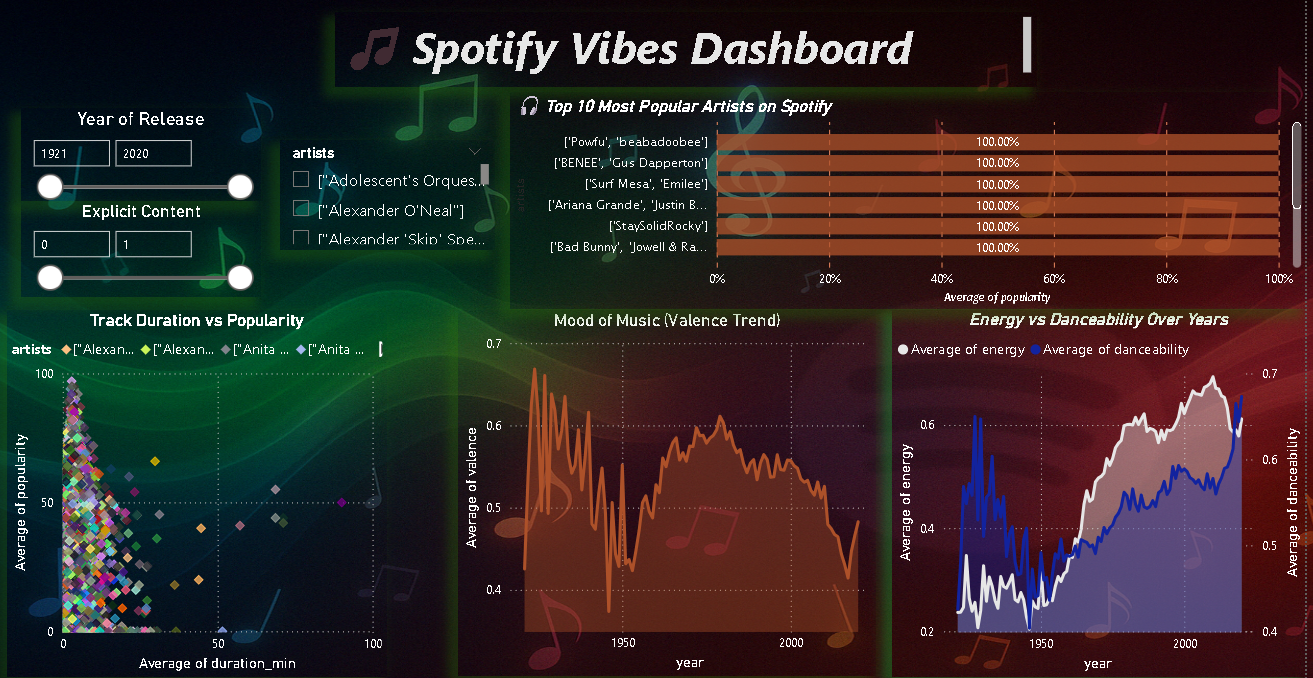 Spotify Vibes Dashboard
Year of Release
1921 2020
Explicit Content
0 1
artists
["Adolescent's Orques...
["Alexander O'Neal"]
["Alexander 'Skip' Spe...
Top 10 Most Popular Artists on Spotify
['Powfu', 'beabadoobee'] 100.00%
['BENEE', 'Gus Dapperton'] 100.00%
['Surf Mesa', 'Emilee'] 100.00%
['Ariana Grande', 'Justin B... 100.00%
['StaySolidRocky'] 100.00%
['Bad Bunny', 'Jowell & Ra... 100.00%
0% 20% 40% 60% 80% 100%
Average of popularity
Track Duration vs Popularity
artists ["Alexan... ["Alexan... ["Anita ... ["Anita ...
100
50
0
Average of popularity
0 50 100
Average of duration_min
Mood of Music (Valence Trend)
0.7
0.6
0.5
0.4
Average of valence
1950 2000
year
Energy vs Danceability Over Years
Average of energy Average of danceability
0.6
0.4
0.2
Average of energy
0.7
0.6
0.5
0.4
Average of danceability
1950 2000
year